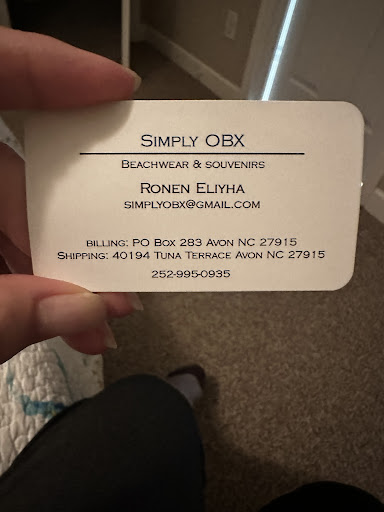 SIMPLY OBX
BEACHWEAR & SOUVENIRS
RONEN ELIYHA
SIMPLYOBX@GMAIL.COM
BILLING: PO BOX 283 AVON NC 27915
SHIPPING: 40194 TUNA TERRACE AVON NC 27915
252-995-0935